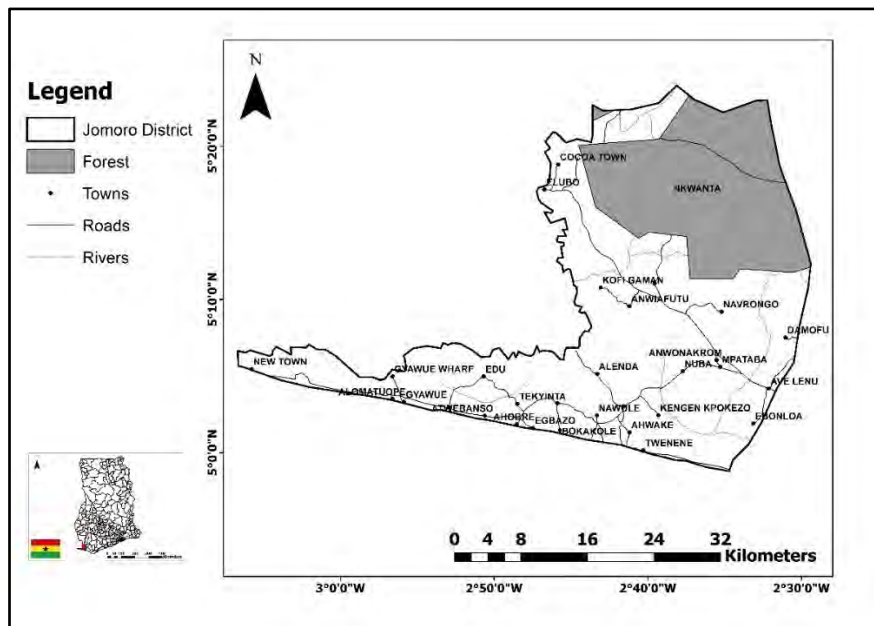 N
Legend
Jomoro District
Forest
Towns
Roads
Rivers
5°20'0"N
5°10'0"N
5°0'0"N
COCOA TOWN
ELUBO
NKWANTA
KOFI GAMAN
ANWIAFUTU
NAVRONGO
DAMOFU
ANWONAKROM
MPATABA
NUBA
NEW TOWN
GYAWUE WHARF
EDU
ALENDA
AYE LENU
ALOMATUOPE
EGYAWUE
ATWEBANSO
TEKYINTA
NAWULE
KENGEN KPOKEZO
EBONLOA
AHOBRE
EGBAZO
BOKAKOLE
AHWAKE
TWENENE
0 4 8 16 24 32
Kilometers
3°0'0"W 2°50'0"W 2°40'0"W 2°30'0"W